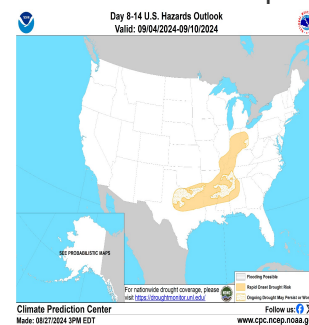 Day 8-14 U.S. Hazards Outlook
Valid: 09/04/2024-09/10/2024
SEE PROBABILISTIC MAPS
For nationwide drought coverage, please
visit https://droughtmonitor.unl.edu/
Flooding Possible
Rapid Onset Drought Risk
Ongoing Drought May Persist or Wor
Climate Prediction Center
Made: 08/27/2024 3PM EDT
Follow us:
www.cpc.ncep.noaa.g